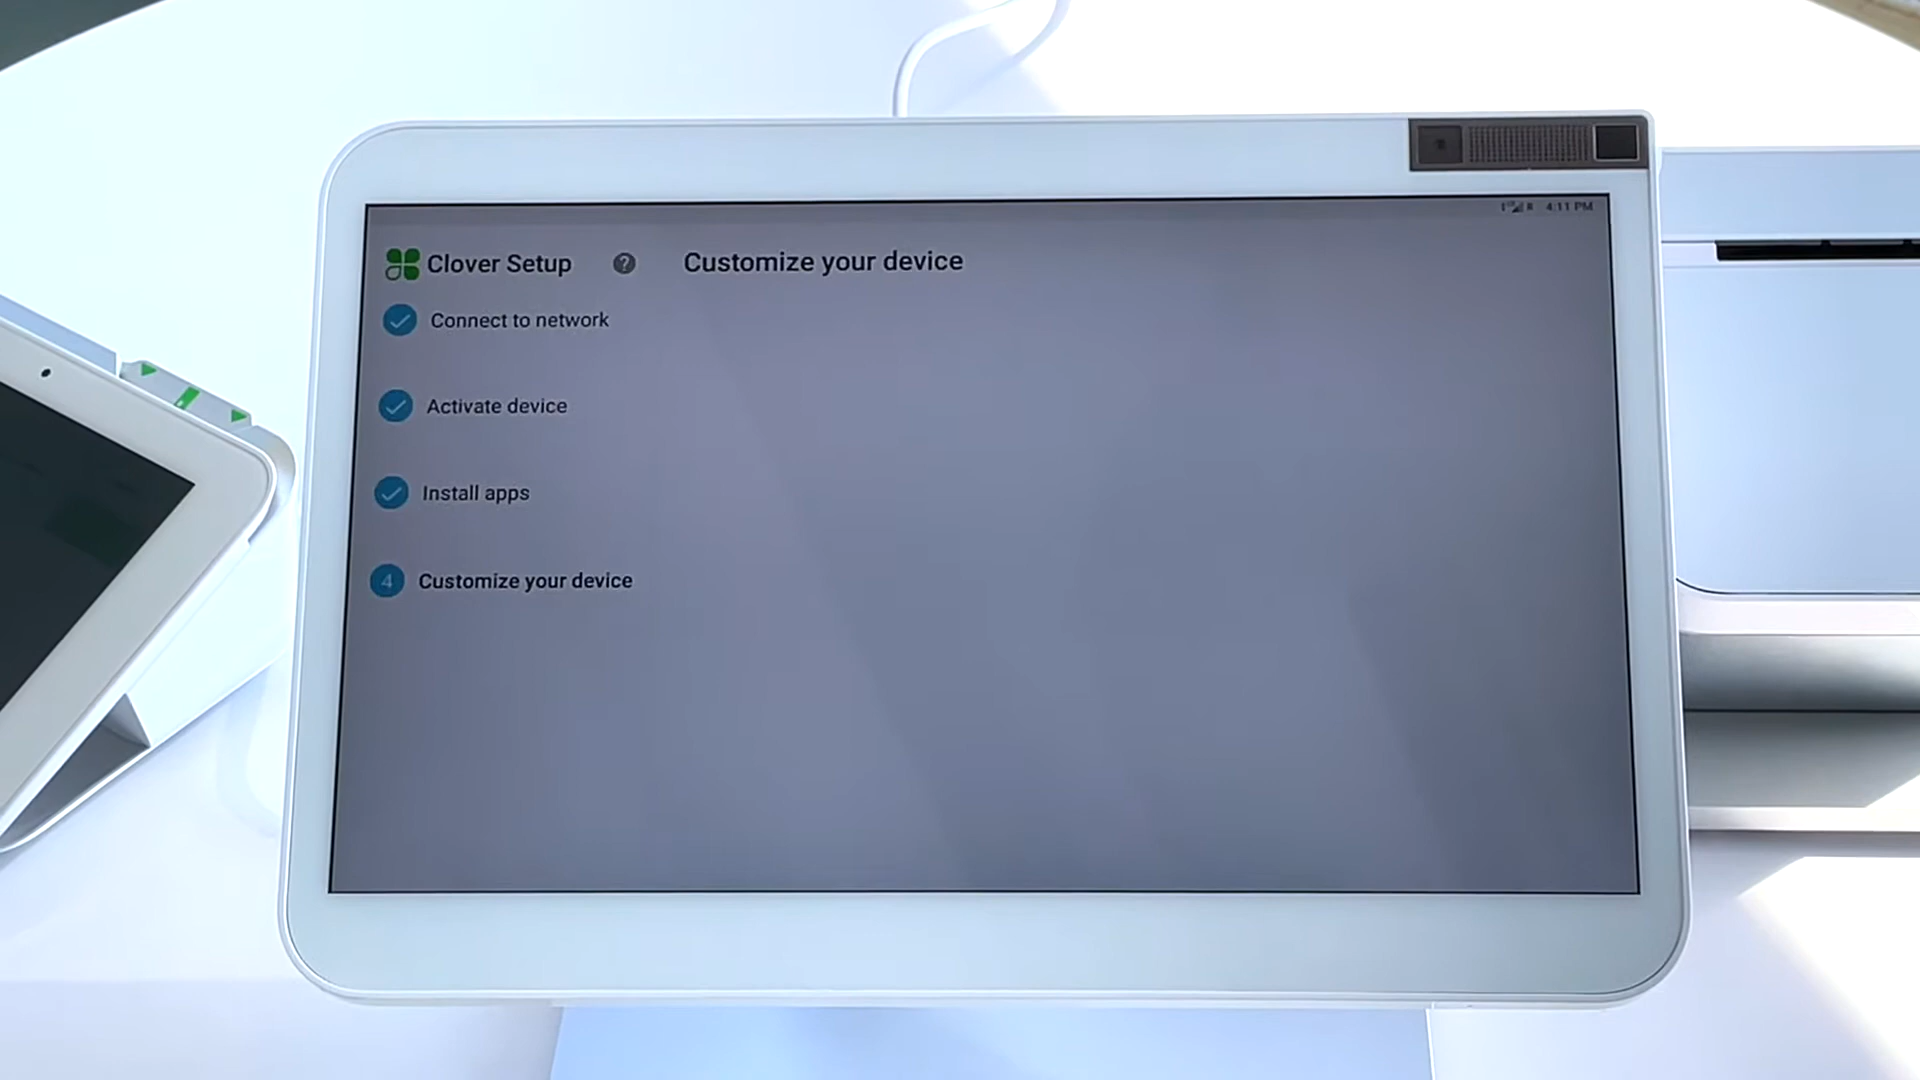 4:11 PM
Clover Setup ?
Customize your device
Connect to network
Activate device
Install apps
4 Customize your device